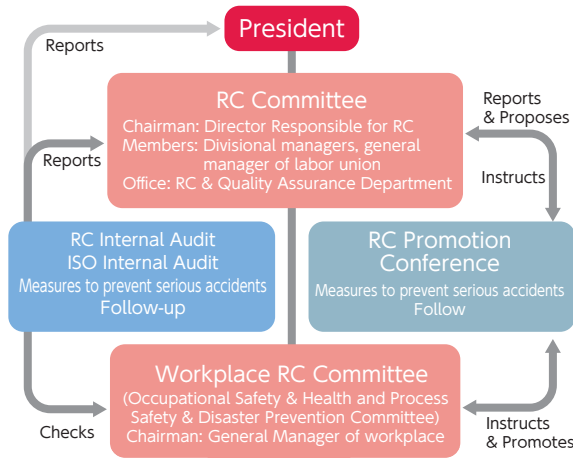 President
Reports
RC Committee
Chairman: Director Responsible for RC
Members: Divisional managers, general
manager of labor union
Office: RC & Quality Assurance Department
Reports
& Proposes
Reports
Instructs
RC Internal Audit
ISO Internal Audit
Measures to prevent serious accidents
Follow-up
RC Promotion
Conference
Measures to prevent serious accidents
Follow
Workplace RC Committee
(Occupational Safety & Health and Process
Safety & Disaster Prevention Committee)
Chairman: General Manager of workplace
Checks
Instructs
& Promotes